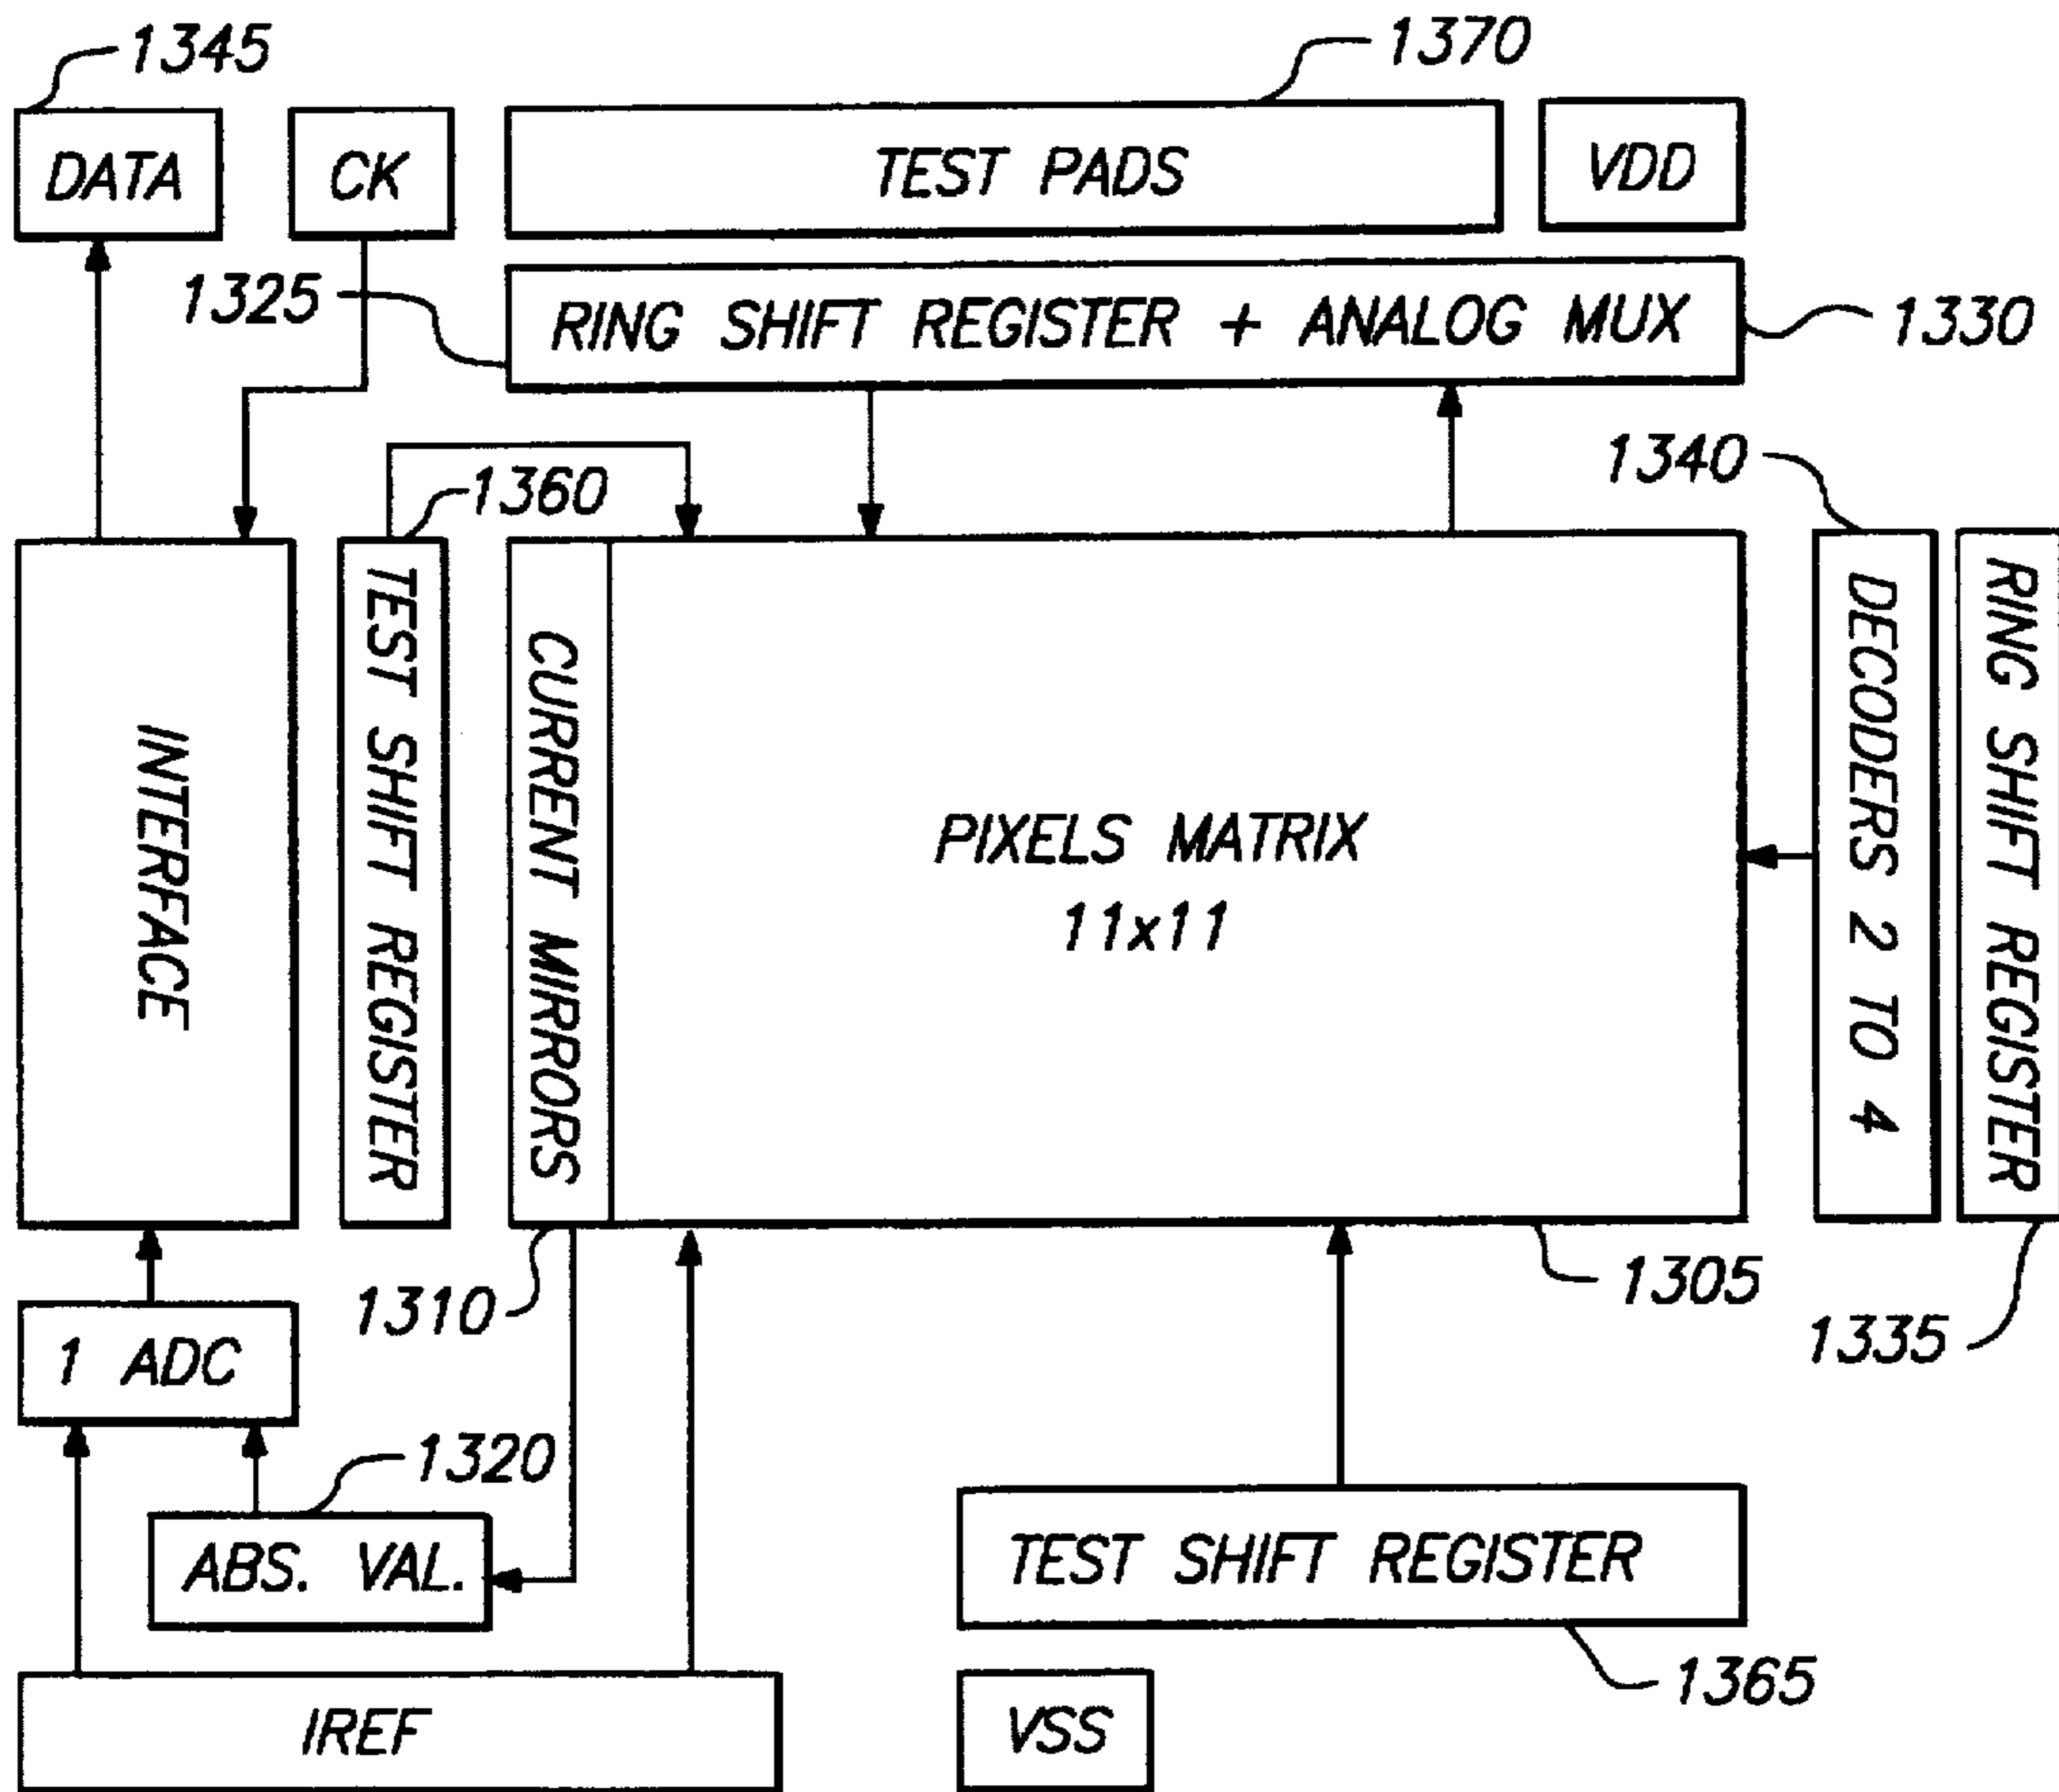 1345
1370
DATA
CK
TEST PADS
VDD
1325
RING SHIFT REGISTER + ANALOG MUX
1330
1340
1360
INTERFACE
TEST SHIFT REGISTER
CURRENT MIRRORS
PIXELS MATRIX
11x11
DECODERS 2 TO 4
RING SHIFT REGISTER
1310
1305
1335
1 ADC
1320
ABS. VAL.
TEST SHIFT REGISTER
1365
IREF
VSS